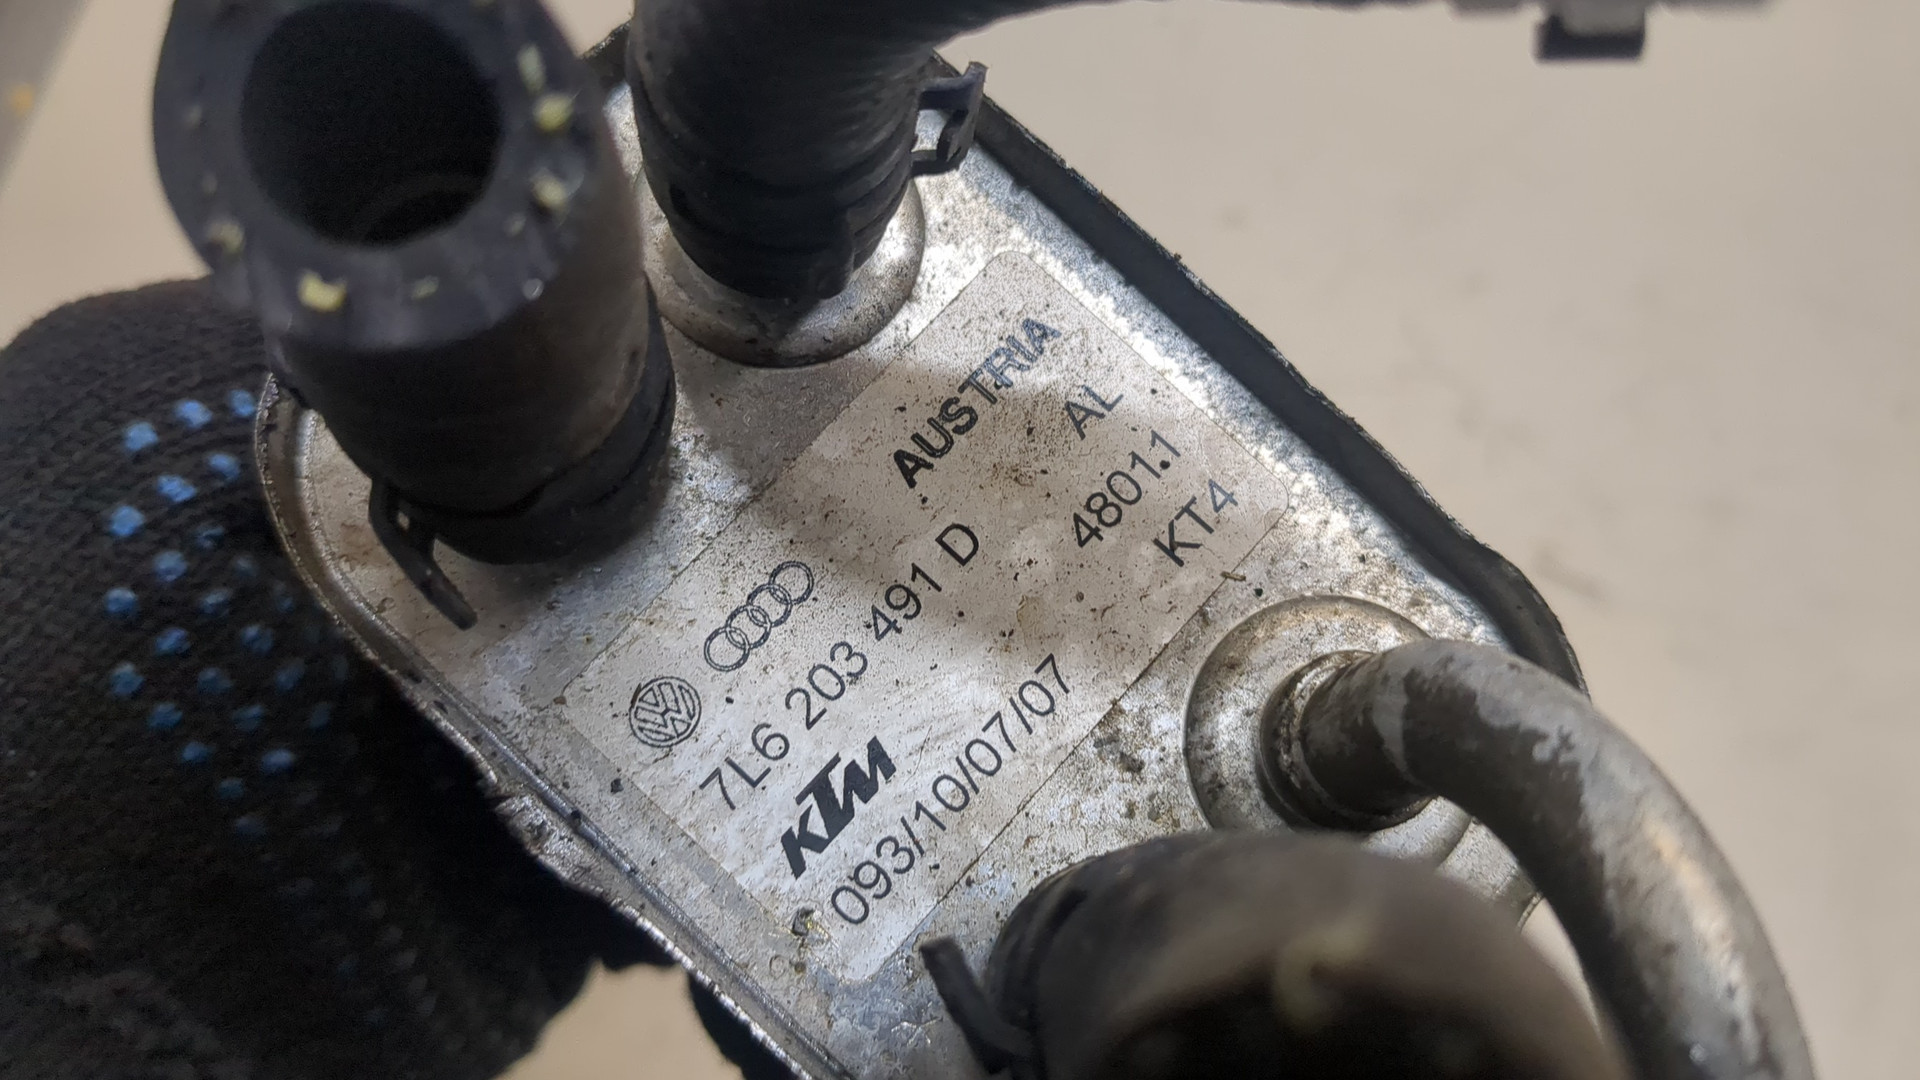 AUSTRIA
AL
7L6 203 491 D
4801.1
KT4
KTM
093/10/07/07